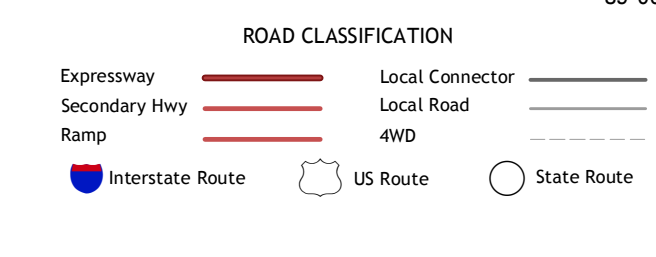 ROAD CLASSIFICATION
Expressway
Local Connector
Secondary Hwy
Local Road
Ramp
4WD
Interstate Route
US Route
State Route